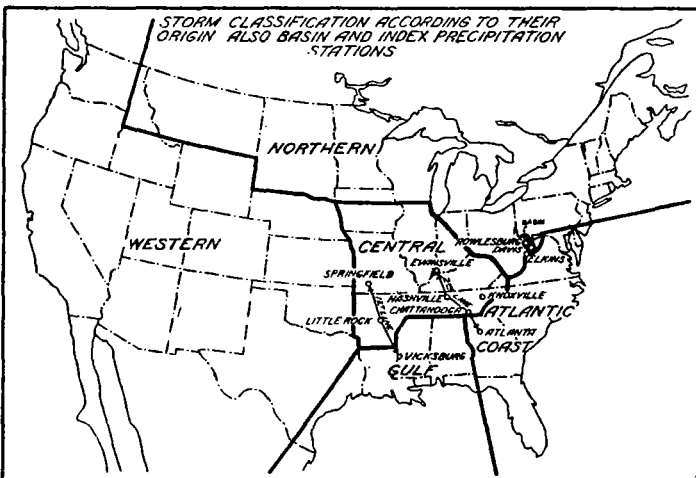 STORM CLASSIFICATION ACCORDING TO THEIR
ORIGIN ALSO BASIN AND INDEX PRECIPITATION
STATIONS
NORTHERN
WESTERN
CENTRAL
BASIN
ROWLESBURG
DAVIS
ELKINS
EVANSVILLE
SPRINGFIELD
NASHVILLE
KNOXVILLE
CHATTANOOGA
LITTLE ROCK
ATLANTIC
COAST
ATLANTA
VICKSBURG
GULF